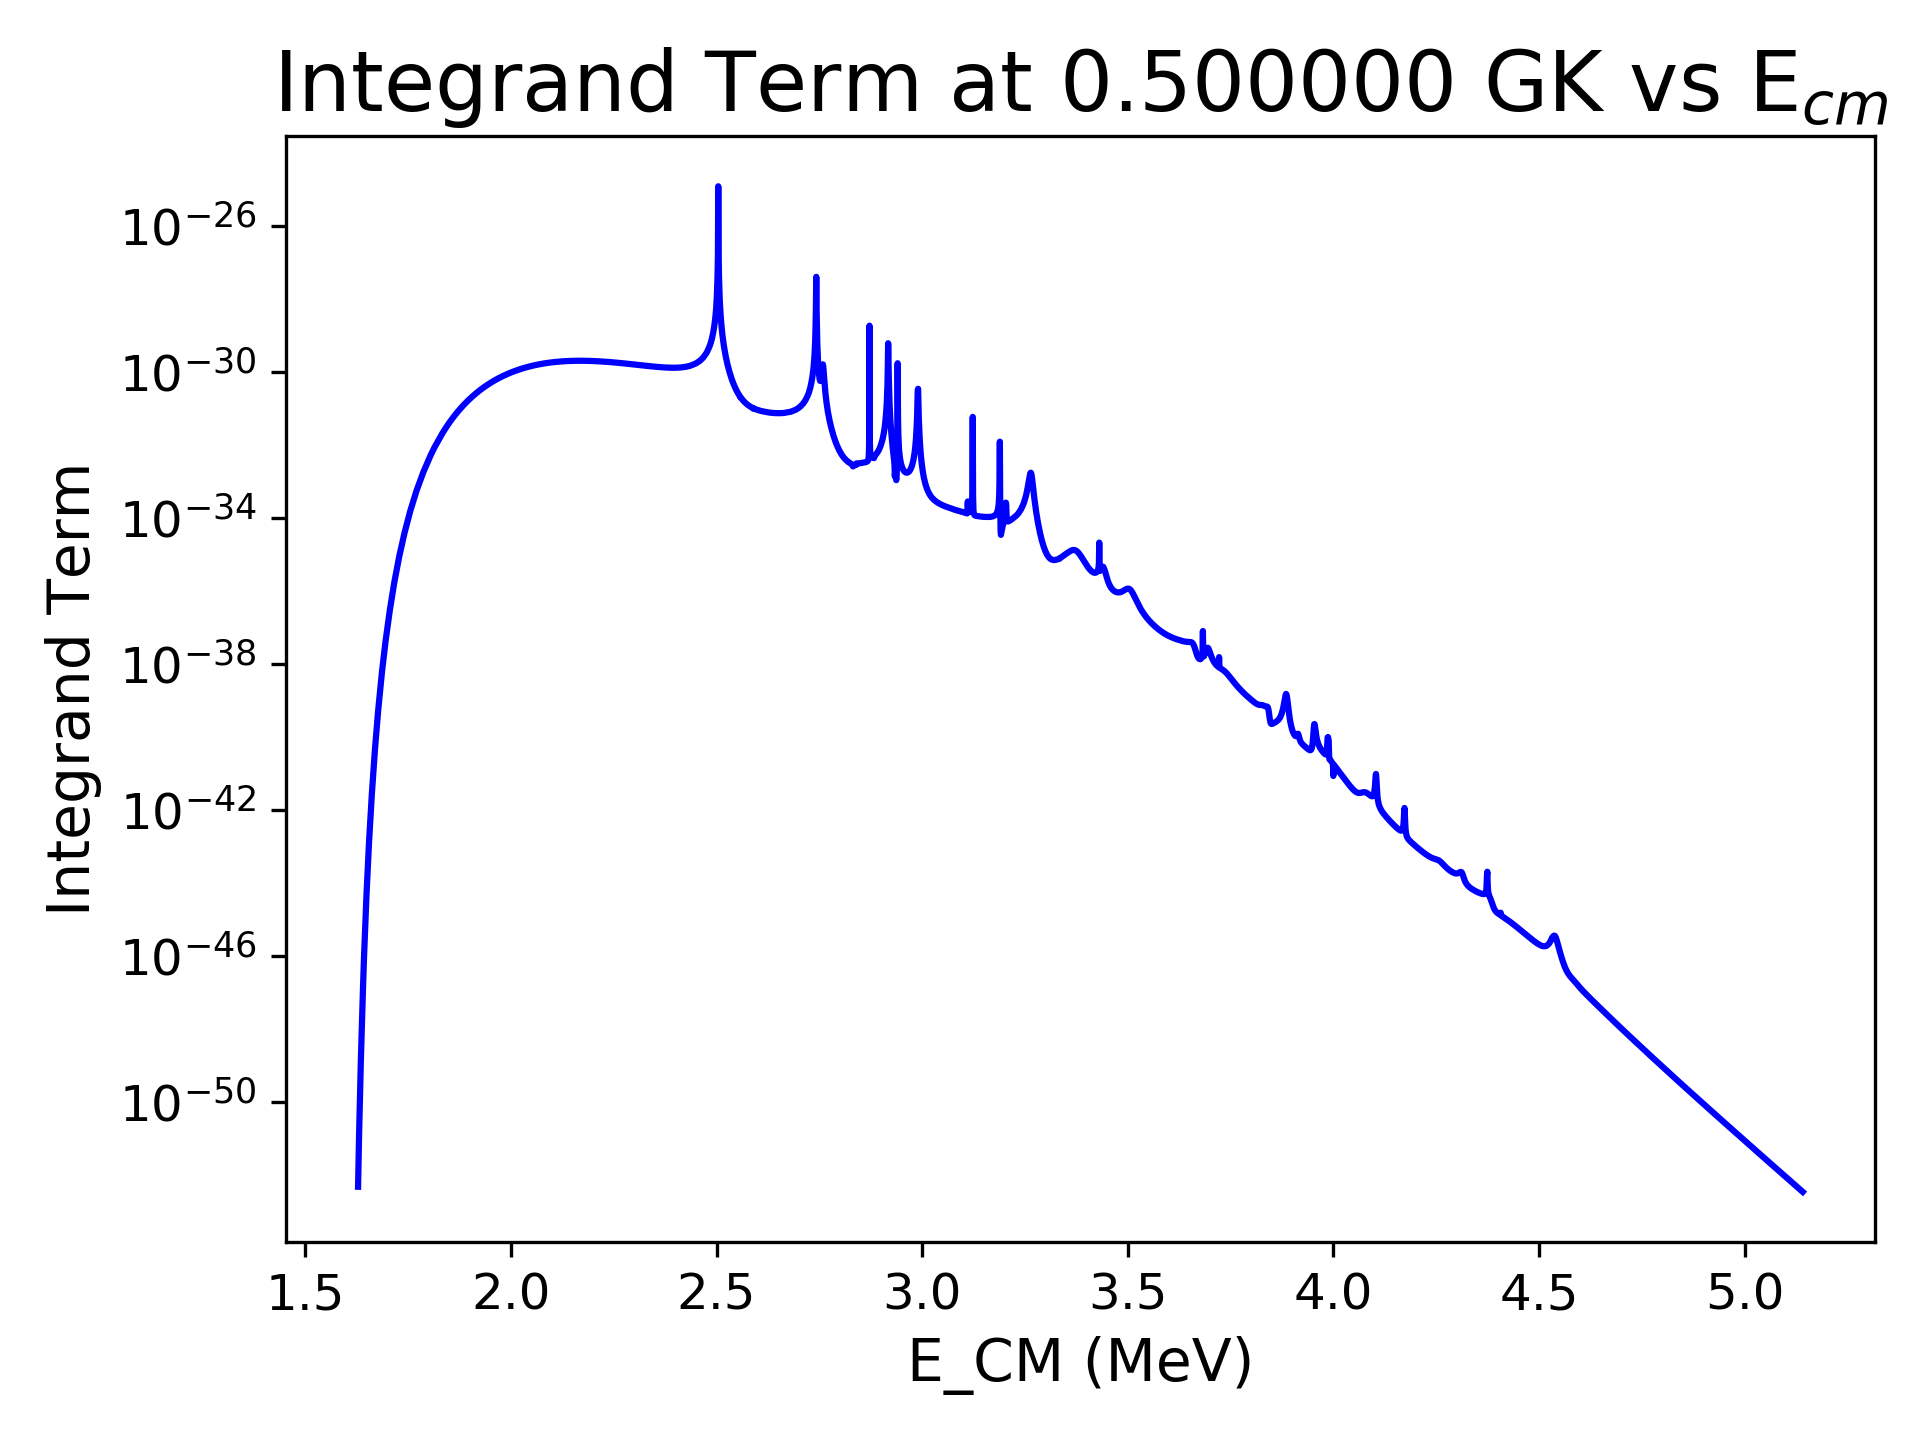 Integrand Term at 0.500000 GK vs E_{cm}
Integrand Term
10^{-26}
10^{-30}
10^{-34}
10^{-38}
10^{-42}
10^{-46}
10^{-50}
1.5 2.0 2.5 3.0 3.5 4.0 4.5 5.0
E_CM (MeV)